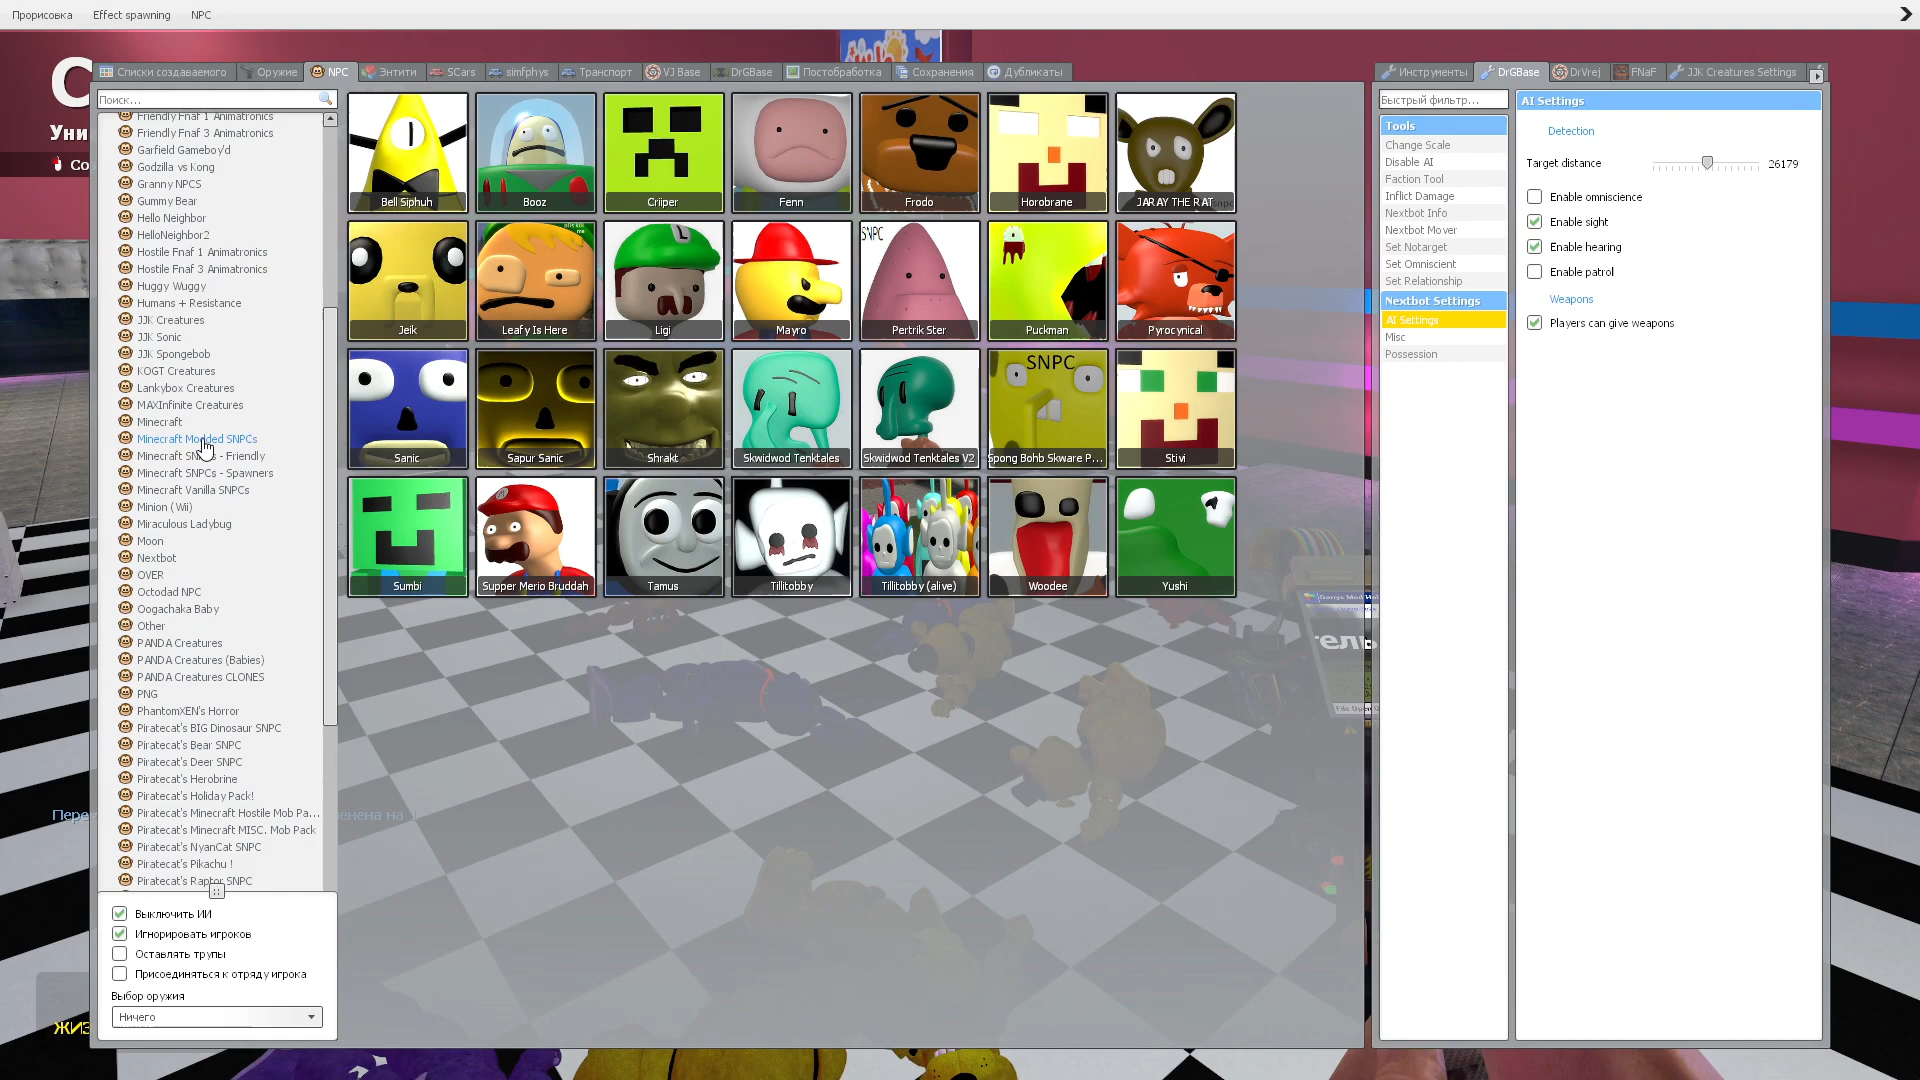 Прорисовка Effect spawning NPC
Списки создаваемого Оружие NPC Энтити SCars simfphys Транспорт VJ Base DrGBase Постобработка Сохранения Дубликаты
Инструменты DrGBase DrVrej FNaF JJK Creatures Settings
С
Уни
Со
Поиск...
Friendly Fnaf 1 Animatronics
Friendly Fnaf 3 Animatronics
Garfield Gameboy'd
Godzilla vs Kong
Granny NPCS
Gummy Bear
Hello Neighbor
HelloNeighbor2
Hostile Fnaf 1 Animatronics
Hostile Fnaf 3 Animatronics
Huggy Wuggy
Humans + Resistance
JJK Creatures
JJK Sonic
JJK Spongebob
KOGT Creatures
Lankybox Creatures
MAXInfinite Creatures
Minecraft
Minecraft Modded SNPCs
Minecraft SNPCs - Friendly
Minecraft SNPCs - Spawners
Minecraft Vanilla SNPCs
Minion (Wii)
Miraculous Ladybug
Moon
Nextbot
OVER
Octodad NPC
Oogachaka Baby
Other
PANDA Creatures
PANDA Creatures (Babies)
PANDA Creatures CLONES
PNG
PhantomXEN's Horror
Piratecat's BIG Dinosaur SNPC
Piratecat's Bear SNPC
Piratecat's Deer SNPC
Piratecat's Herobrine
Piratecat's Holiday Pack!
Piratecat's Minecraft Hostile Mob Pa...
Piratecat's Minecraft MISC. Mob Pack
Piratecat's NyanCat SNPC
Piratecat's Pikachu !
Piratecat's Raptor SNPC
Выключить ИИ
Игнорировать игроков
Оставлять трупы
Присоединяться к отряду игрока
Выбор оружия
Ничего
Пере
енена на
ЖИЗ
Bell Siphuh Booz Criiper Fenn Frodo Horobrane JARAY THE RAT
SNPC
Jeik Leafy Is Here Ligi Mayro Pertrik Ster Puckman Pyrocynical
SNPC
Sanic Sapur Sanic Shrakt Skwidwod Tenktales Skwidwod Tenktales V2 Spong Bohb Skware P... Stivi
Sumbi Supper Merio Bruddah Tamus Tillitobby Tillitobby (alive) Woodee Yushi
тель
Быстрый фильтр...
Tools
Change Scale
Disable AI
Faction Tool
Inflict Damage
Nextbot Info
Nextbot Mover
Set Notarget
Set Omniscient
Set Relationship
Nextbot Settings
AI Settings
Misc
Possession
AI Settings
Detection
Target distance 26179
Enable omniscience
Enable sight
Enable hearing
Enable patrol
Weapons
Players can give weapons